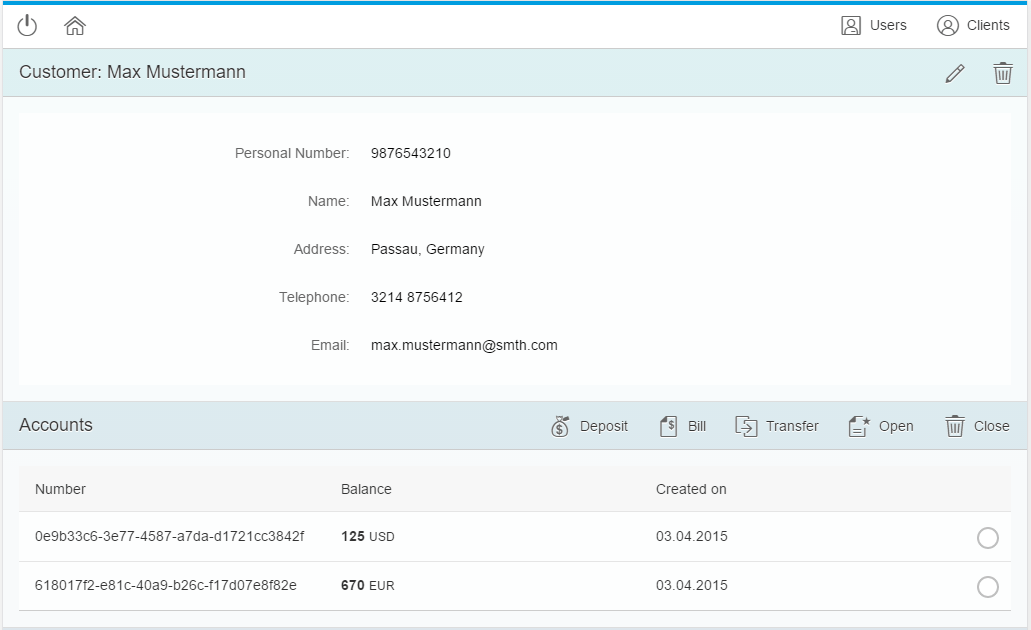 Users Clients
Customer: Max Mustermann
Personal Number: 9876543210
Name: Max Mustermann
Address: Passau, Germany
Telephone: 3214 8756412
Email: max.mustermann@smth.com
Accounts Deposit Bill Transfer Open Close
Number Balance Created on
0e9b33c6-3e77-4587-a7da-d1721cc3842f 125 USD 03.04.2015
618017f2-e81c-40a9-b26c-f17d07e8f82e 670 EUR 03.04.2015